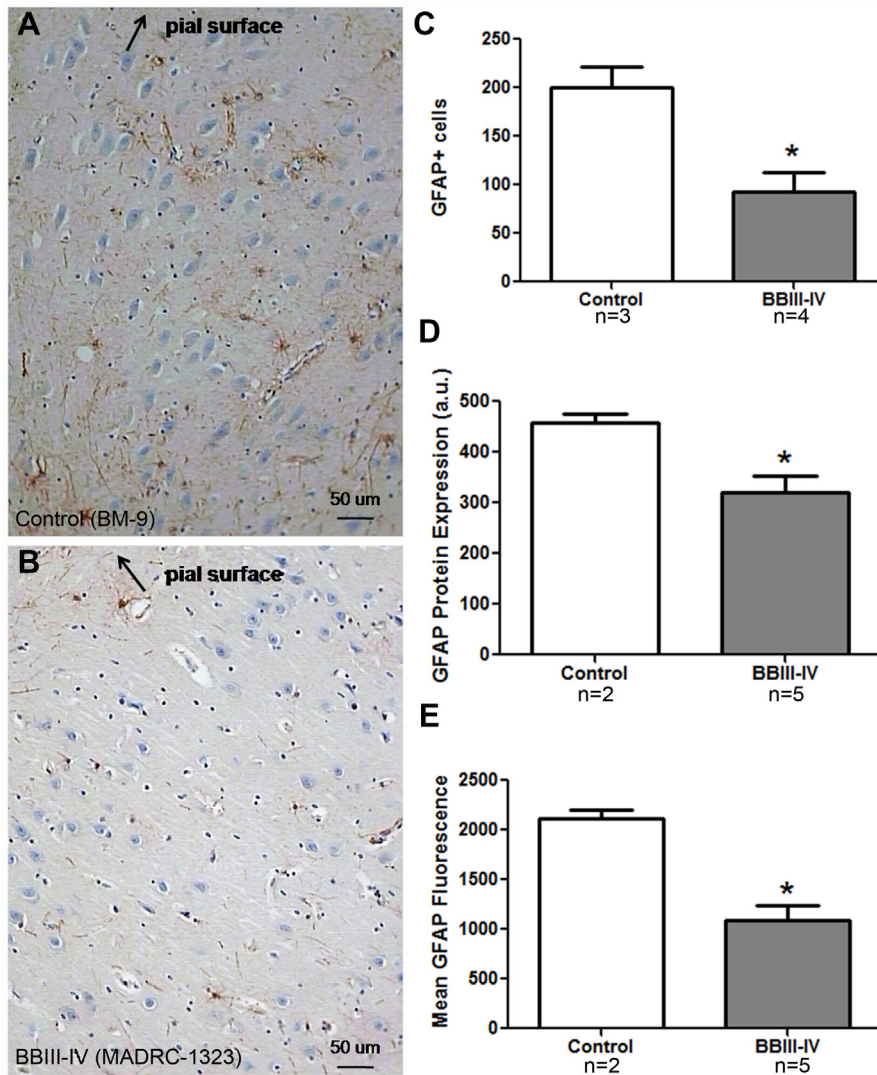 A
pial surface
50 um
Control (BM-9)
B
pial surface
50 um
BBIII-IV (MADRC-1323)
C
250
200
150
100
50
0
GFAP+ cells
*
Control
BBIII-IV
n=3
n=4
D
500
400
300
200
100
0
GFAP Protein Expression (a.u.)
*
Control
BBIII-IV
n=2
n=5
E
2500
2000
1500
1000
500
0
Mean GFAP Fluorescence
*
Control
BBIII-IV
n=2
n=5